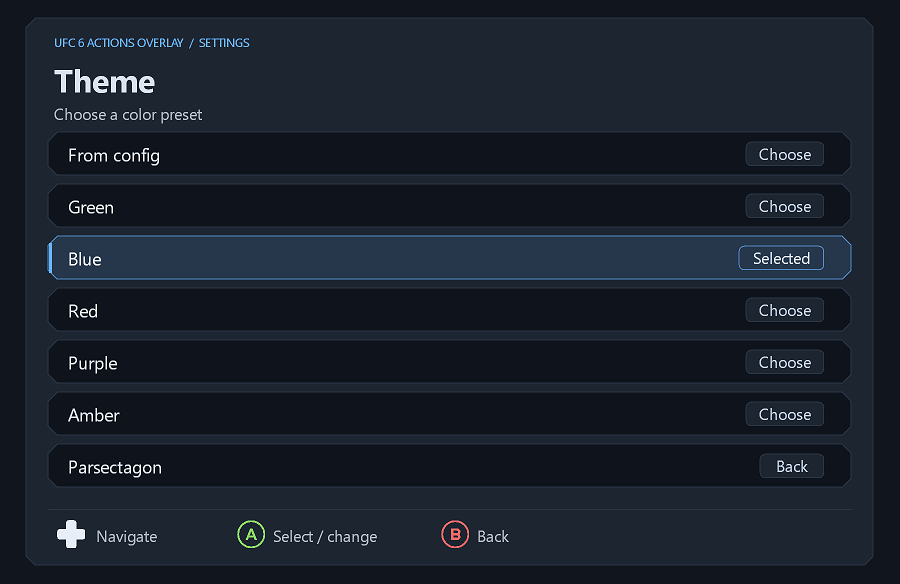 UFC 6 ACTIONS OVERLAY / SETTINGS
Theme
Choose a color preset
From config Choose
Green Choose
Blue Selected
Red Choose
Purple Choose
Amber Choose
Parsectagon Back
Navigate A Select / change B Back